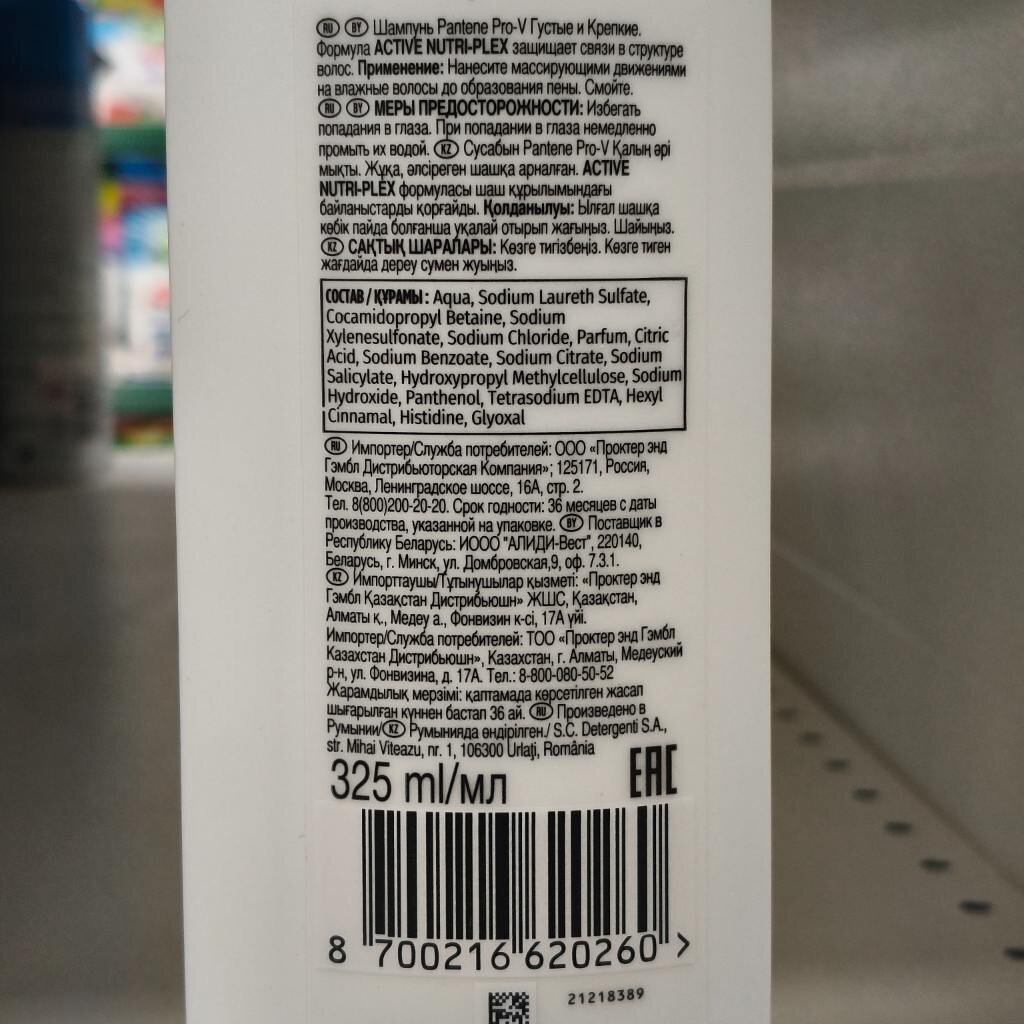 RU BY Шампунь Pantene Pro-V Густые и Крепкие.
Формула ACTIVE NUTRI-PLEX защищает связи в структуре
волос. Применение: Нанесите массирующими движениями
на влажные волосы до образования пены. Смойте.
RU BY МЕРЫ ПРЕДОСТОРОЖНОСТИ: Избегать
попадания в глаза. При попадании в глаза немедленно
промыть их водой. KZ Сусабын Pantene Pro-V Қалың әрі
мықты. Жұқа, әлсіреген шашқа арналған. ACTIVE
NUTRI-PLEX формуласы шаш құрылымындағы
байланыстарды қорғайды. Қолданылуы: Ылғал шашқа
көбік пайда болғанша уқалай отырып жағыңыз. Шайыңыз.
KZ САҚТЫҚ ШАРАЛАРЫ: Көзге тигізбеңіз. Көзге тиген
жағдайда дереу сумен жуыңыз.
СОСТАВ / ҚҰРАМЫ : Aqua, Sodium Laureth Sulfate,
Cocamidopropyl Betaine, Sodium
Xylenesulfonate, Sodium Chloride, Parfum, Citric
Acid, Sodium Benzoate, Sodium Citrate, Sodium
Salicylate, Hydroxypropyl Methylcellulose, Sodium
Hydroxide, Panthenol, Tetrasodium EDTA, Hexyl
Cinnamal, Histidine, Glyoxal
RU Импортер/Служба потребителей: ООО «Проктер энд
Гэмбл Дистрибьюторская Компания»; 125171, Россия,
Москва, Ленинградское шоссе, 16А, стр. 2.
Тел. 8(800)200-20-20. Срок годности: 36 месяцев с даты
производства, указанной на упаковке. BY Поставщик в
Республику Беларусь: ИООО "АЛИДИ-Вест", 220140,
Беларусь, г. Минск, ул. Домбровская,9, оф. 7.3.1.
KZ Импорттаушы/Тұтынушылар қызметі: «Проктер энд
Гэмбл Қазақстан Дистрибьюшн» ЖШС, Қазақстан,
Алматы қ., Медеу а., Фонвизин к-сі, 17А үйі.
Импортер/Служба потребителей: ТОО «Проктер энд Гэмбл
Казахстан Дистрибьюшн», Казахстан, г. Алматы, Медеуский
р-н, ул. Фонвизина, д. 17А. Тел.: 8-800-080-50-52
Жарамдылық мерзімі: қаптамада көрсетілген жасап
шығарылған күннен бастап 36 ай. RU Произведено в
Румынии/KZ Румынияда өндірілген./ S.C. Detergenti S.A.,
str. Mihai Viteazu, nr. 1, 106300 Urlaţi, România
325 ml/мл EAC
8 700216 620260 >
21218389